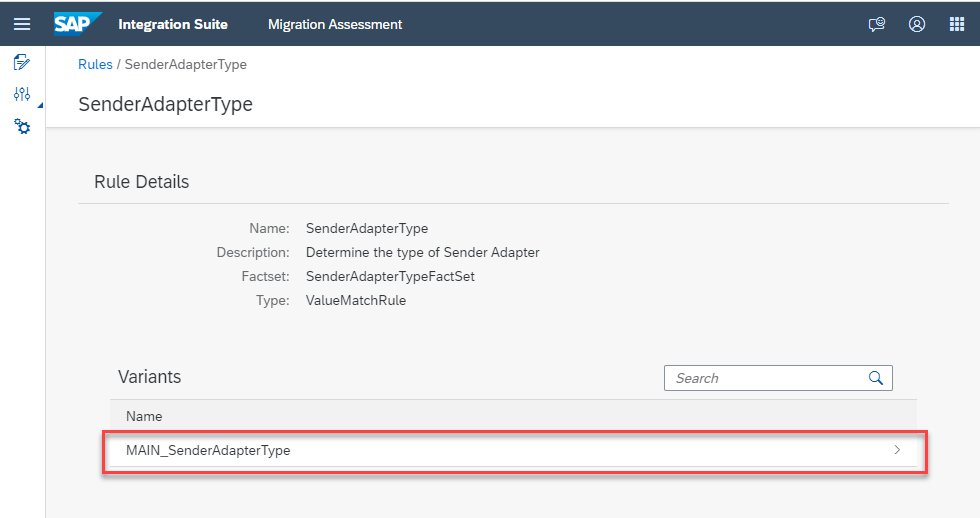 SAP Integration Suite Migration Assessment
Rules / SenderAdapterType
SenderAdapterType
Rule Details
Name: SenderAdapterType
Description: Determine the type of Sender Adapter
Factset: SenderAdapterTypeFactSet
Type: ValueMatchRule
Variants Search
Name
MAIN_SenderAdapterType